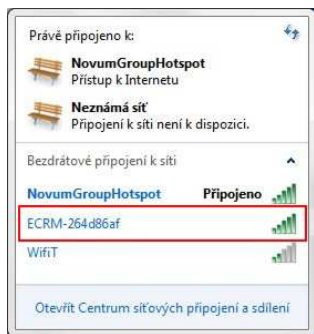 Právě připojeno k:
NovumGroupHotspot
Přístup k Internetu
Neznámá síť
Připojení k síti není k dispozici.
Bezdrátové připojení k síti
NovumGroupHotspot Připojeno
ECRM-264d86af
WifiT
Otevřít Centrum síťových připojení a sdílení